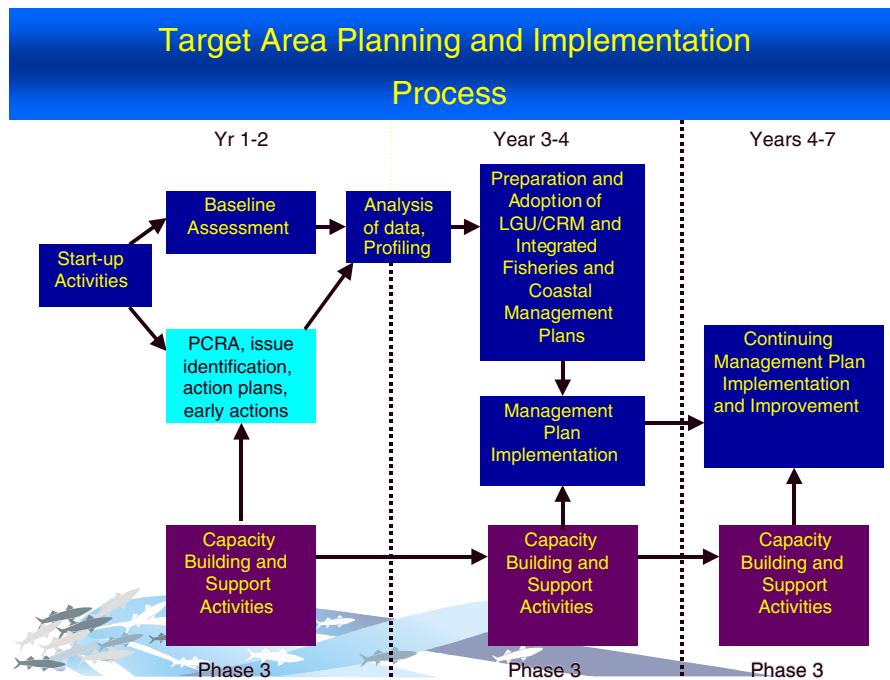 Target Area Planning and Implementation
Process
Yr 1-2
Year 3-4
Years 4-7
Start-up
Activities
Baseline
Assessment
PCRA, issue
identification,
action plans,
early actions
Analysis
of data,
Profiling
Preparation and
Adoption of
LGU/CRM and
Integrated
Fisheries and
Coastal
Management
Plans
Management
Plan
Implementation
Continuing
Management Plan
Implementation
and Improvement
Capacity
Building and
Support
Activities
Capacity
Building and
Support
Activities
Capacity
Building and
Support
Activities
Phase 3
Phase 3
Phase 3